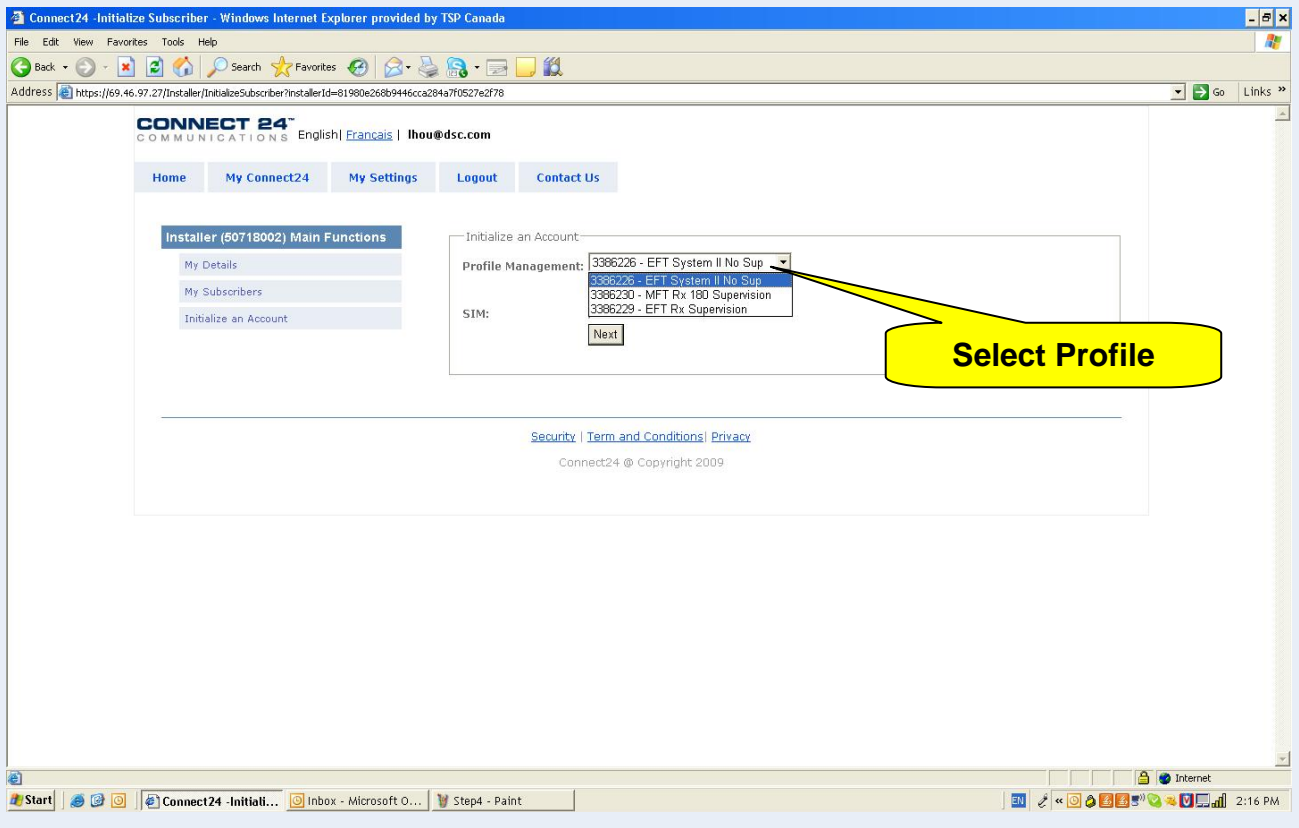 Connect24 -Initialize Subscriber - Windows Internet Explorer provided by TSP Canada
File Edit View Favorites Tools Help
Back Search Favorites
Address https://69.46.97.27/Installer/InitializeSubscriber?installerId=81980e268b9446cca284a7f0527e2f78 Go Links »
CONNECT 24™
COMMUNICATIONS English| Francais | lhou@dsc.com
Home My Connect24 My Settings Logout Contact Us
Installer (50718002) Main Functions
My Details
My Subscribers
Initialize an Account
Initialize an Account
Profile Management: 3386226 - EFT System II No Sup
3386226 - EFT System II No Sup
3386230 - MFT Rx 180 Supervision
3386229 - EFT Rx Supervision
SIM:
Next
Select Profile
Security | Term and Conditions| Privacy
Connect24 @ Copyright 2009
Internet
Start Connect24 -Initiali... Inbox - Microsoft O... Step4 - Paint EN « 2:16 PM